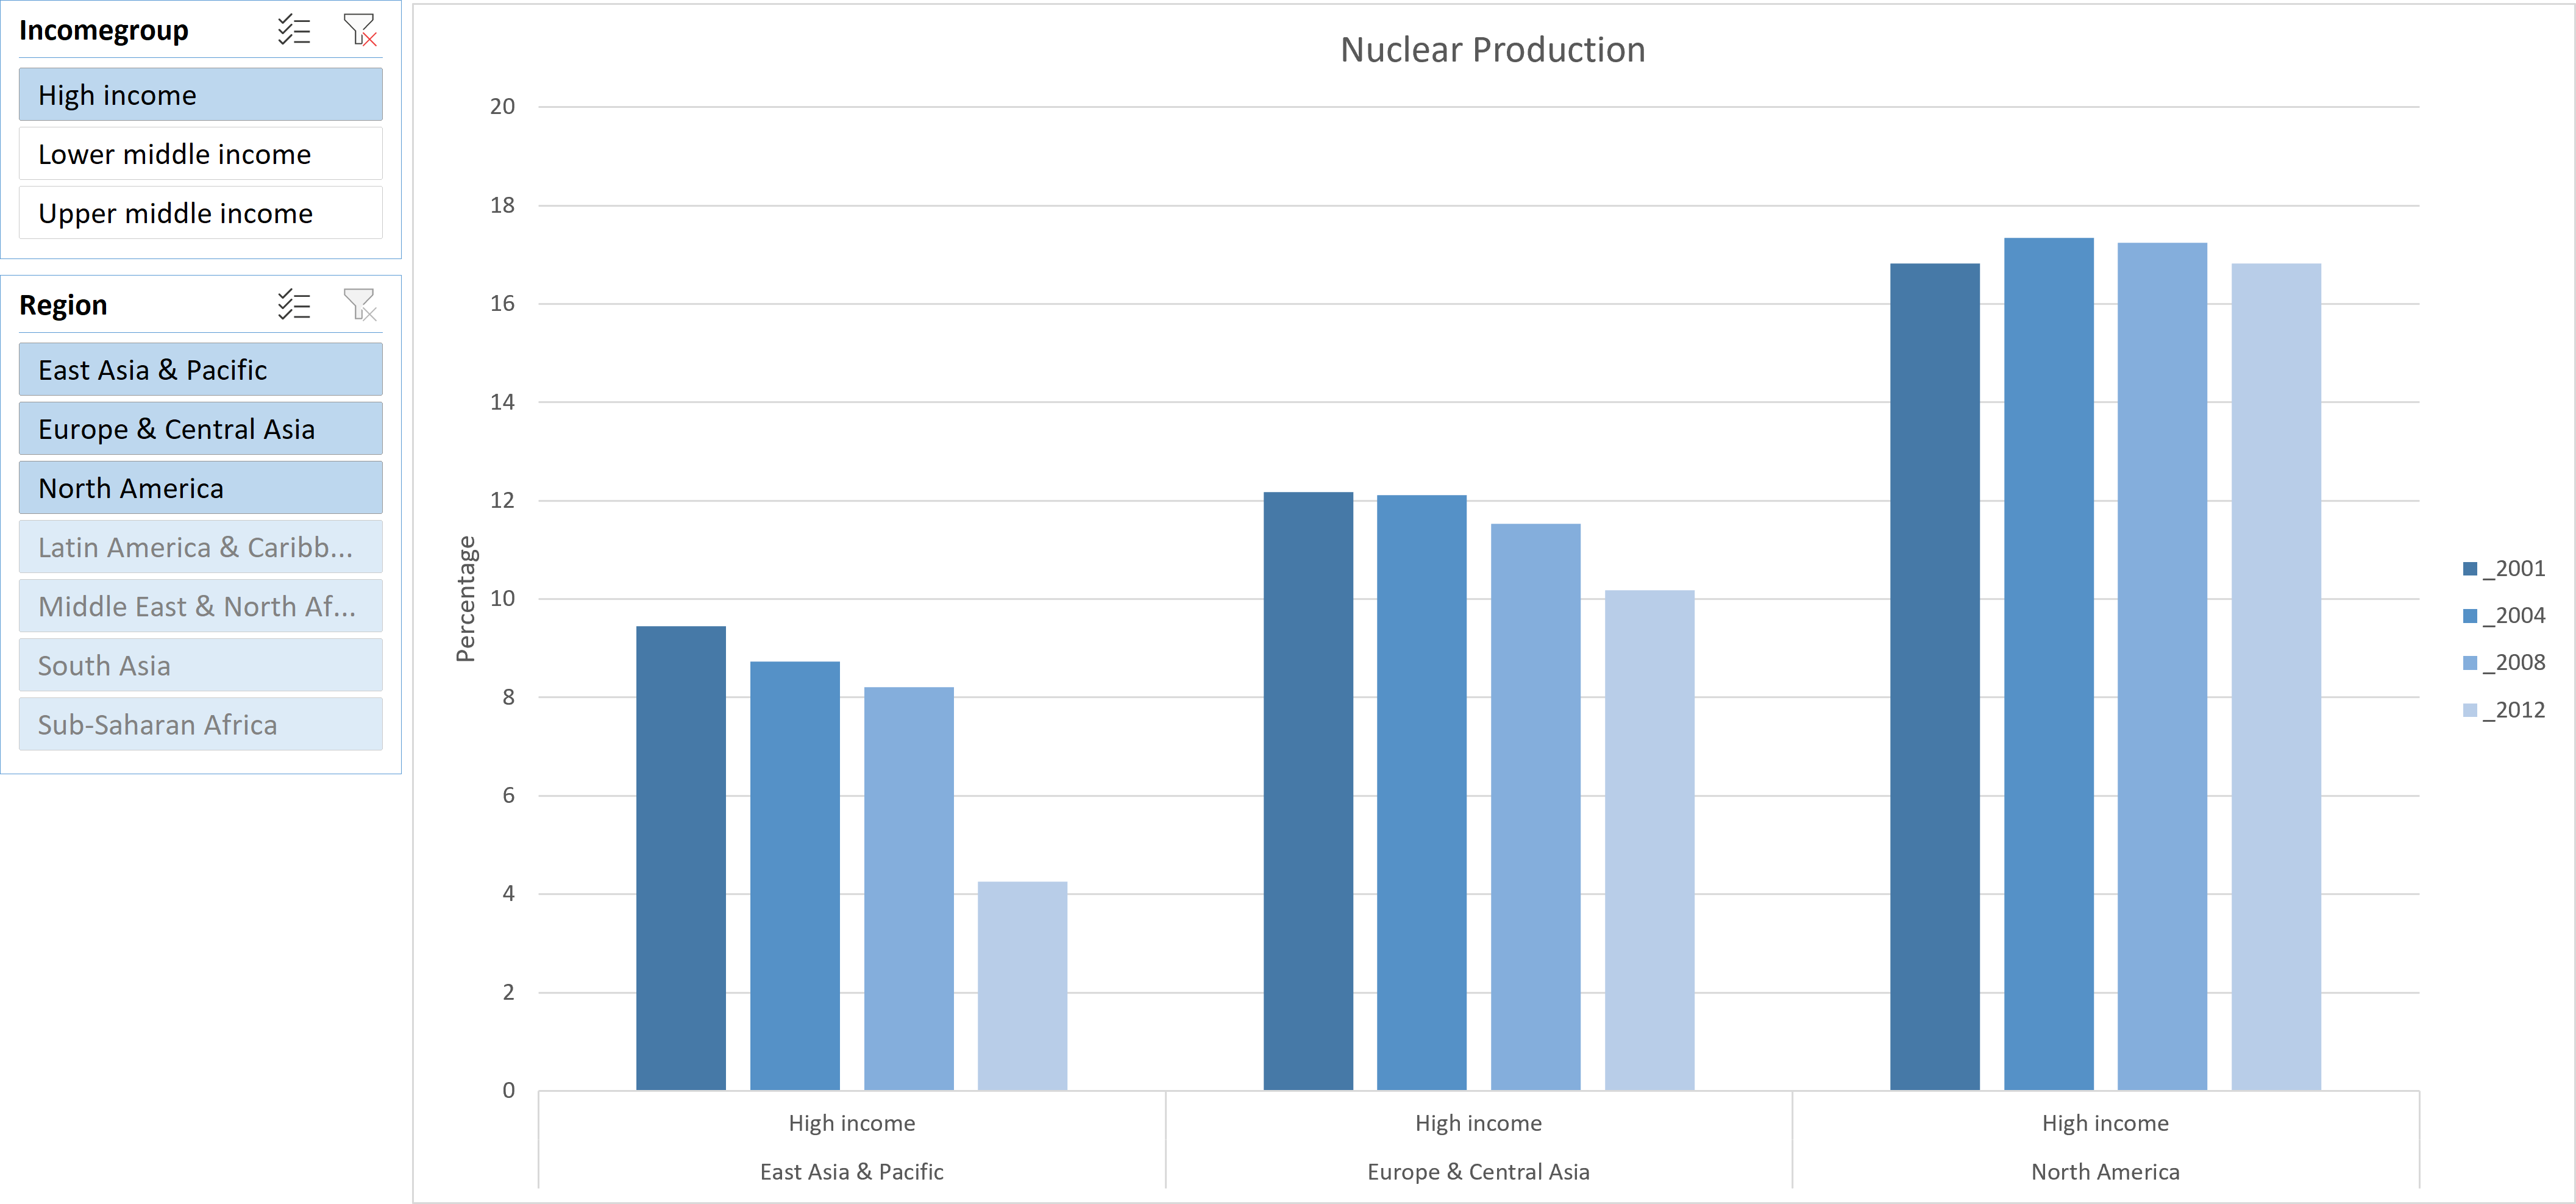 Incomegroup
High income
Lower middle income
Upper middle income
Region
East Asia & Pacific
Europe & Central Asia
North America
Latin America & Caribb...
Middle East & North Af...
South Asia
Sub-Saharan Africa
Nuclear Production
Percentage
20
18
16
14
12
10
8
6
4
2
0
High income
East Asia & Pacific
High income
Europe & Central Asia
High income
North America
_2001
_2004
_2008
_2012